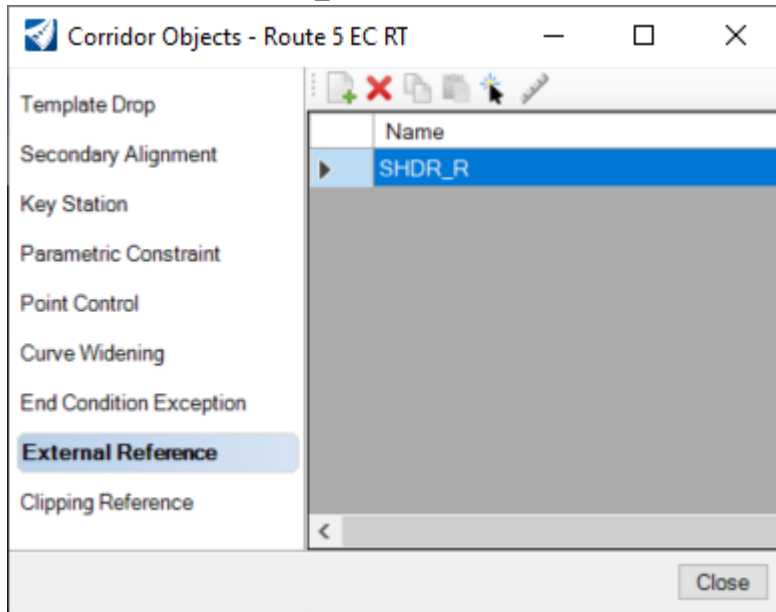 Corridor Objects - Route 5 EC RT
Template Drop
Secondary Alignment
Key Station
Parametric Constraint
Point Control
Curve Widening
End Condition Exception
External Reference
Clipping Reference
Name
SHDR_R
Close